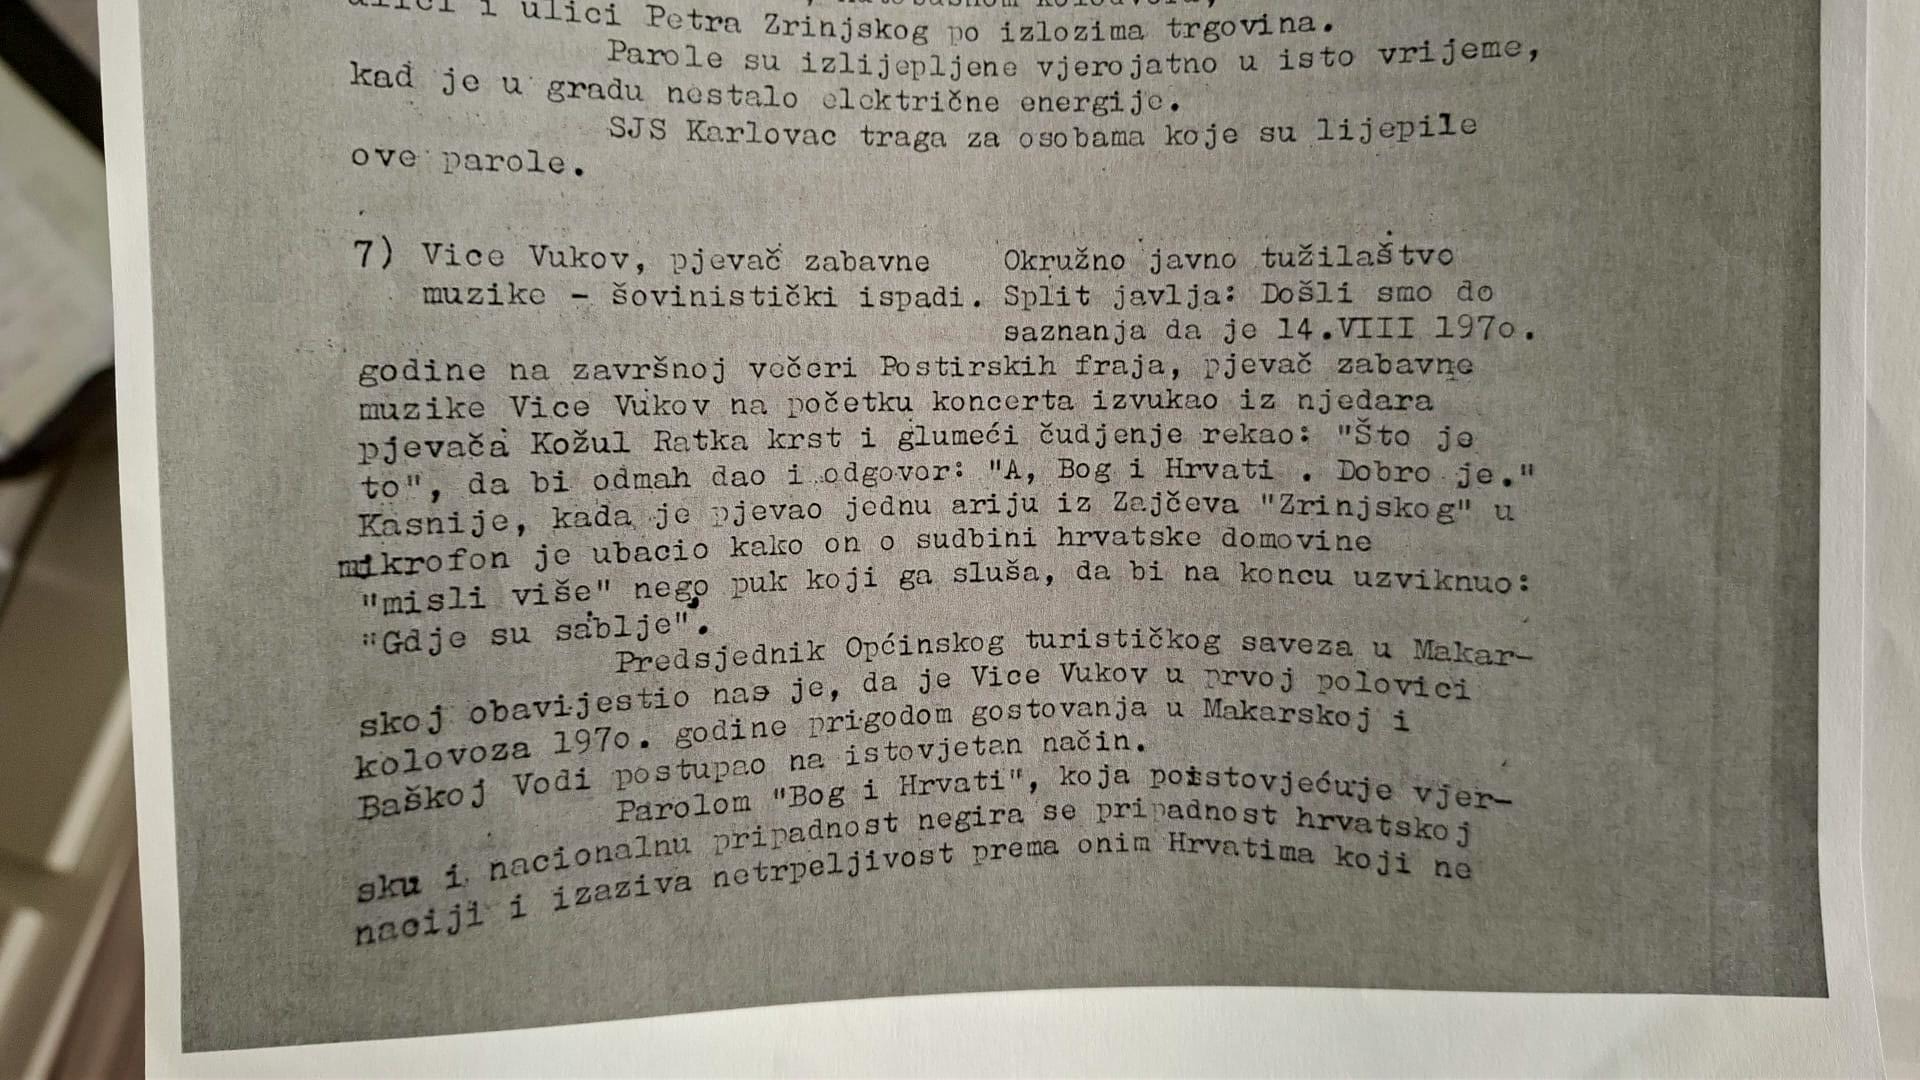 ulici i ulici Petra Zrinjskog po izlozima trgovina.
Parole su izlijepljene vjerojatno u isto vrijeme,
kad je u gradu nestalo električne energije.
SJS Karlovac traga za osobama koje su lijepile
ove parole.
7) Vice Vukov, pjevač zabavne Okružno javno tužilaštvo
muzike - šovinistički ispadi. Split javlja: Došli smo do
saznanja da je 14.VIII 197o.
godine na završnoj večeri Postirskih fraja, pjevač zabavne
muzike Vice Vukov na početku koncerta izvukao iz njedara
pjevača Kožul Ratka krst i glumeći čudjenje rekao: "Što je
to", da bi odmah dao i odgovor: "A, Bog i Hrvati . Dobro je."
Kasnije, kada je pjevao jednu ariju iz Zajčeva "Zrinjskog" u
mikrofon je ubacio kako on o sudbini hrvatske domovine
"misli više" nego puk koji ga sluša, da bi na koncu uzviknuo:
"Gdje su sablje".
Predsjednik Općinskog turističkog saveza u Makar-
skoj obavijestio nas je, da je Vice Vukov u prvoj polovici
kolovoza 197o. godine prigodom gostovanja u Makarskoj i
Baškoj Vodi postupao na istovjetan način.
Parolom "Bog i Hrvati", koja poistovjećuje vjer-
sku i nacionalnu pripadnost negira se pripadnost hrvatskoj
naciji i izaziva netrpeljivost prema onim Hrvatima koji ne